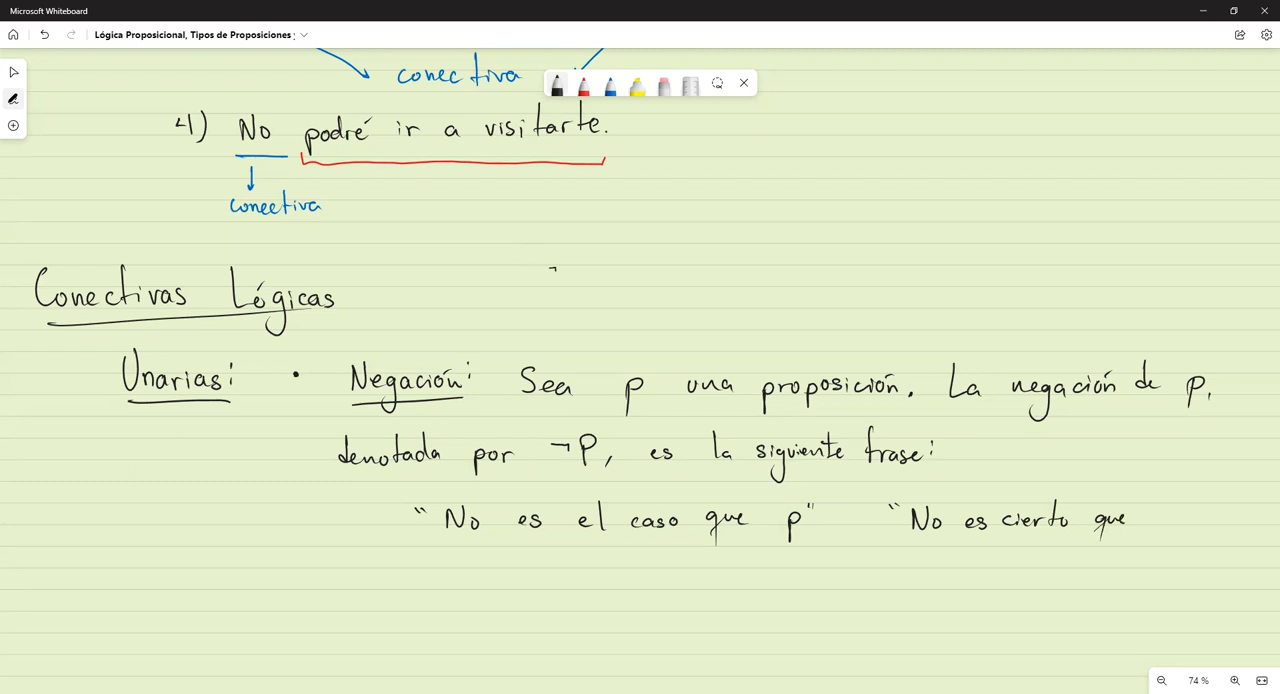 Microsoft Whiteboard
Lógica Proposicional, Tipos de Proposiciones
conectiva
4) No podré ir a visitarte.
conectiva
Conectivas Lógicas
¬
Unarias: • Negación: Sea p una proposición. La negación de p,
denotada por ¬P, es la siguiente frase:
"No es el caso que p" "No es cierto que
74 %